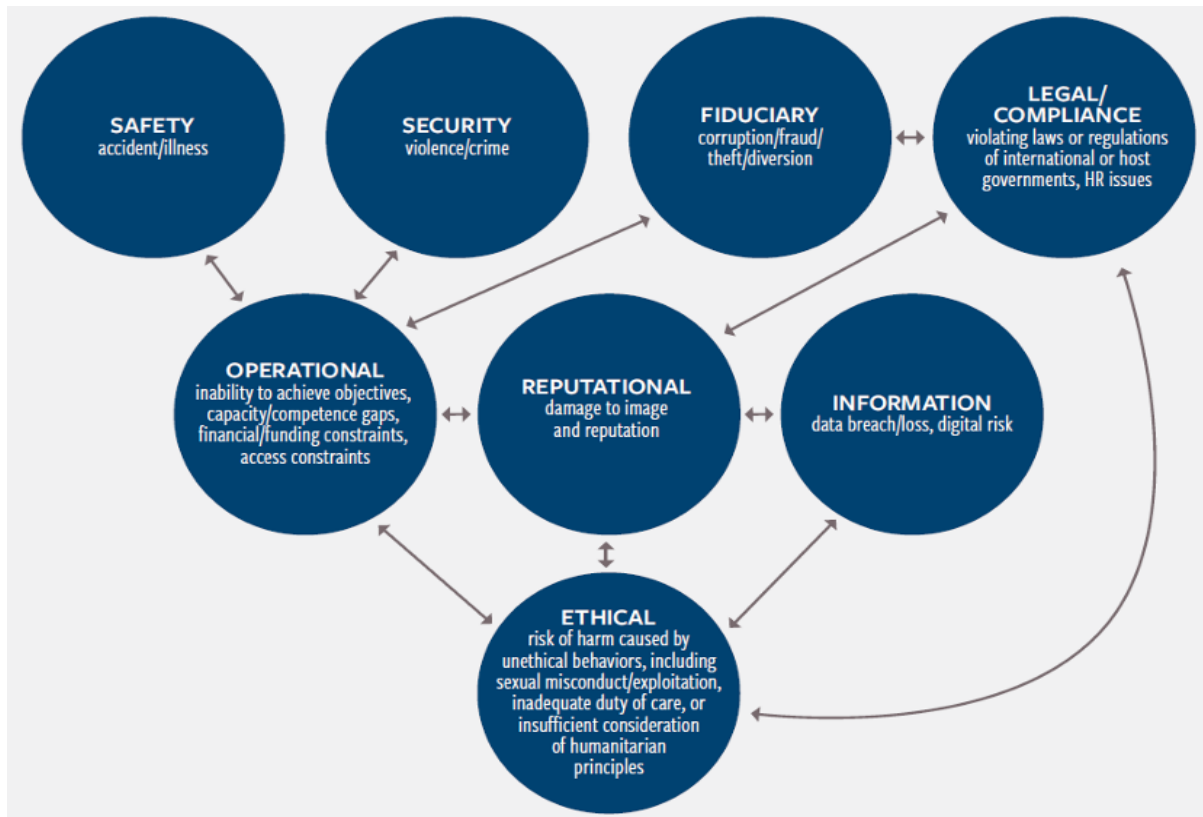 SAFETY
accident/illness
SECURITY
violence/crime
FIDUCIARY
corruption/fraud/
theft/diversion
LEGAL/
COMPLIANCE
violating laws or regulations
of international or host
governments, HR issues
OPERATIONAL
inability to achieve objectives,
capacity/competence gaps,
financial/funding constraints,
access constraints
REPUTATIONAL
damage to image
and reputation
INFORMATION
data breach/loss, digital risk
ETHICAL
risk of harm caused by
unethical behaviors, including
sexual misconduct/exploitation,
inadequate duty of care, or
insufficient consideration
of humanitarian
principles